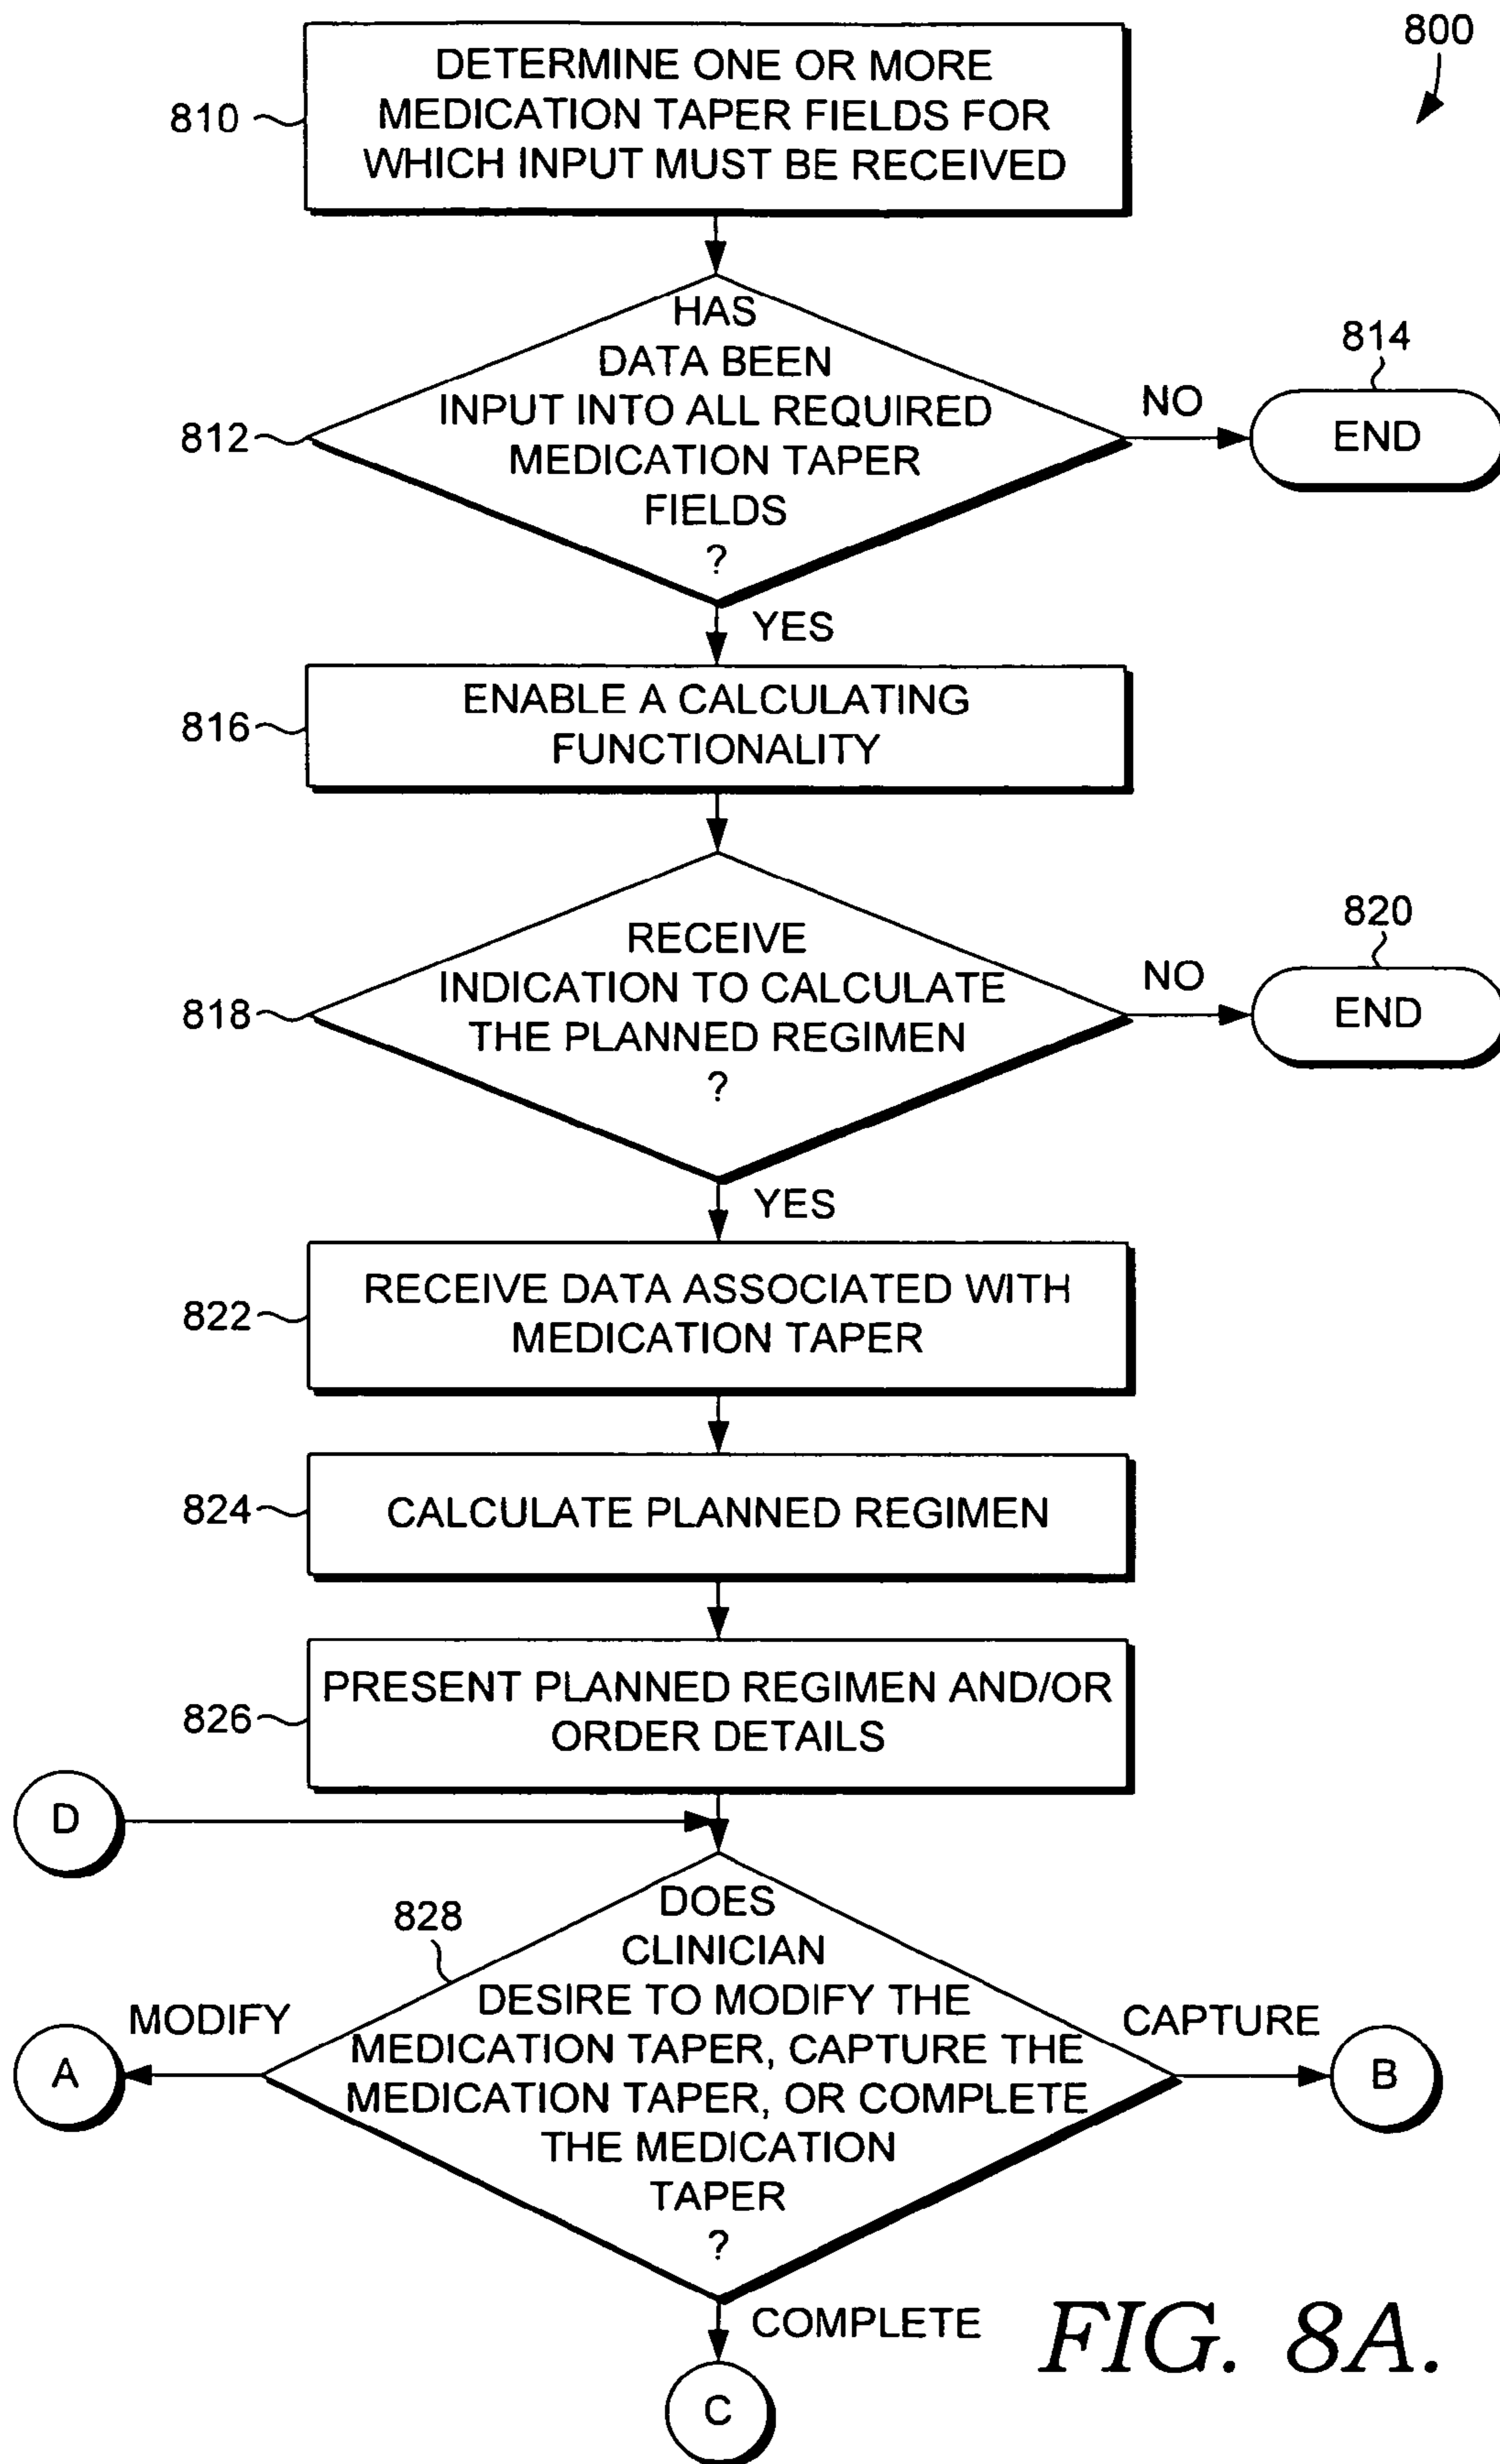 800
DETERMINE ONE OR MORE
MEDICATION TAPER FIELDS FOR
WHICH INPUT MUST BE RECEIVED
810
HAS
DATA BEEN
INPUT INTO ALL REQUIRED
MEDICATION TAPER
FIELDS
?
812
NO
814
END
YES
ENABLE A CALCULATING
FUNCTIONALITY
816
RECEIVE
INDICATION TO CALCULATE
THE PLANNED REGIMEN
?
818
NO
820
END
YES
RECEIVE DATA ASSOCIATED WITH
MEDICATION TAPER
822
CALCULATE PLANNED REGIMEN
824
PRESENT PLANNED REGIMEN AND/OR
ORDER DETAILS
826
D
828
DOES
CLINICIAN
DESIRE TO MODIFY THE
MEDICATION TAPER, CAPTURE THE
MEDICATION TAPER, OR COMPLETE
THE MEDICATION
TAPER
?
MODIFY
A
CAPTURE
B
COMPLETE
C
FIG. 8A.